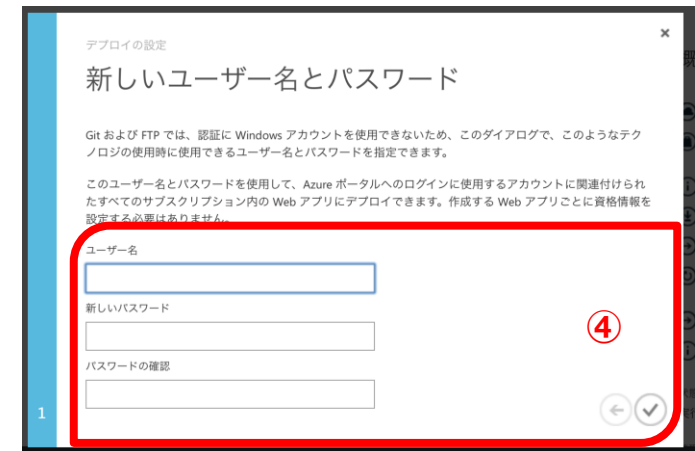 デプロイの設定
新しいユーザー名とパスワード
Git および FTP では、認証に Windows アカウントを使用できないため、このダイアログで、このようなテク
ノロジの使用時に使用できるユーザー名とパスワードを指定できます。
このユーザー名とパスワードを使用して、Azure ポータルへのログインに使用するアカウントに関連付けられ
たすべてのサブスクリプション内の Web アプリにデプロイできます。作成する Web アプリごとに資格情報を
設定する必要はありません。
ユーザー名
新しいパスワード
④
パスワードの確認
1